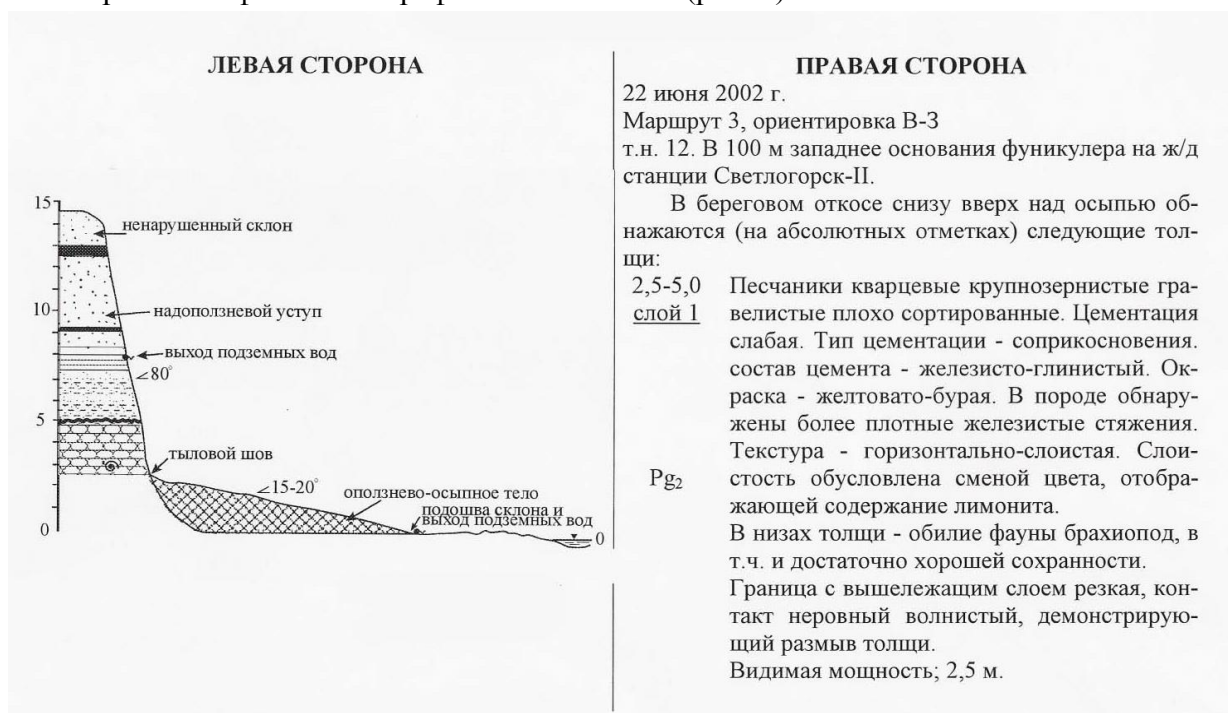 ЛЕВАЯ СТОРОНА
15
10
5
0
ненарушенный склон
надоползневой уступ
выход подземных вод
∠80°
тыловой шов
∠15-20°
оползнево-осыпное тело
подошва склона и
выход подземных вод
0
ПРАВАЯ СТОРОНА
22 июня 2002 г.
Маршрут 3, ориентировка В-З
т.н. 12. В 100 м западнее основания фуникулера на ж/д
станции Светлогорск-II.
В береговом откосе снизу вверх над осыпью об-
нажаются (на абсолютных отметках) следующие тол-
щи:
2,5-5,0 Песчаники кварцевые крупнозернистые гра-
слой 1 велистые плохо сортированные. Цементация
слабая. Тип цементации - соприкосновения.
состав цемента - железисто-глинистый. Ок-
раска - желтовато-бурая. В породе обнару-
жены более плотные железистые стяжения.
Текстура - горизонтально-слоистая. Слои-
Pg₂ стость обусловлена сменой цвета, отобра-
жающей содержание лимонита.
В низах толщи - обилие фауны брахиопод, в
т.ч. и достаточно хорошей сохранности.
Граница с вышележащим слоем резкая, кон-
такт неровный волнистый, демонстрирую-
щий размыв толщи.
Видимая мощность; 2,5 м.